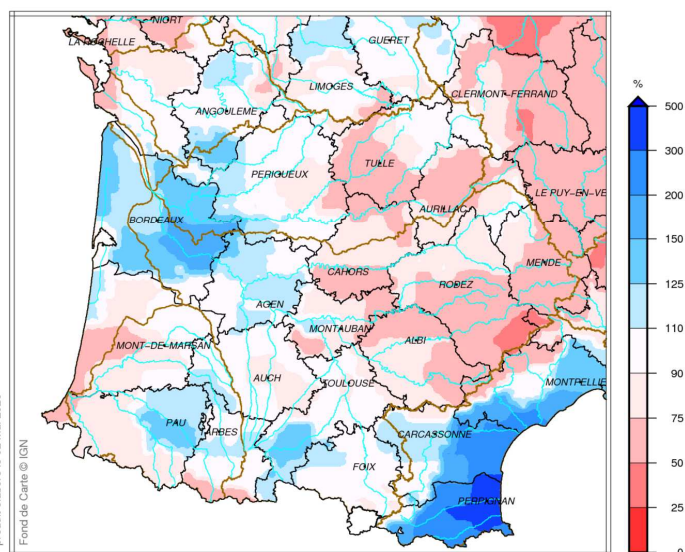 NIORT
LA ROCHELLE
GUERET
LIMOGES
CLERMONT-FERRAND
ANGOULEME
TULLE
PERIGUEUX
LE PUY-EN-VE
AURILLAC
BORDEAUX
MENDE
CAHORS
RODEZ
AGEN
MONTAUBAN
ALBI
MONT-DE-MARSAN
MONTPELLIE
AUCH
TOULOUSE
PAU
ARBES
CARCASSONNE
FOIX
PERPIGNAN
%
500
300
200
150
125
110
90
75
50
25
0
Fond de Carte © IGN